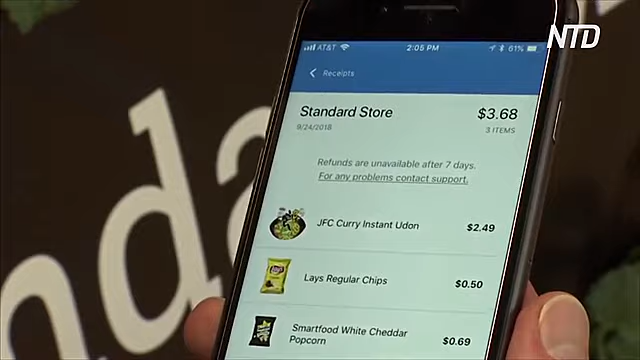 NTD
AT&T 2:05 PM 61%
Receipts
Standard Store $3.68
9/24/2018 3 ITEMS
Refunds are unavailable after 7 days.
For any problems contact support.
JFC Curry Instant Udon $2.49
Lays Regular Chips $0.50
Smartfood White Cheddar
Popcorn $0.69
nda